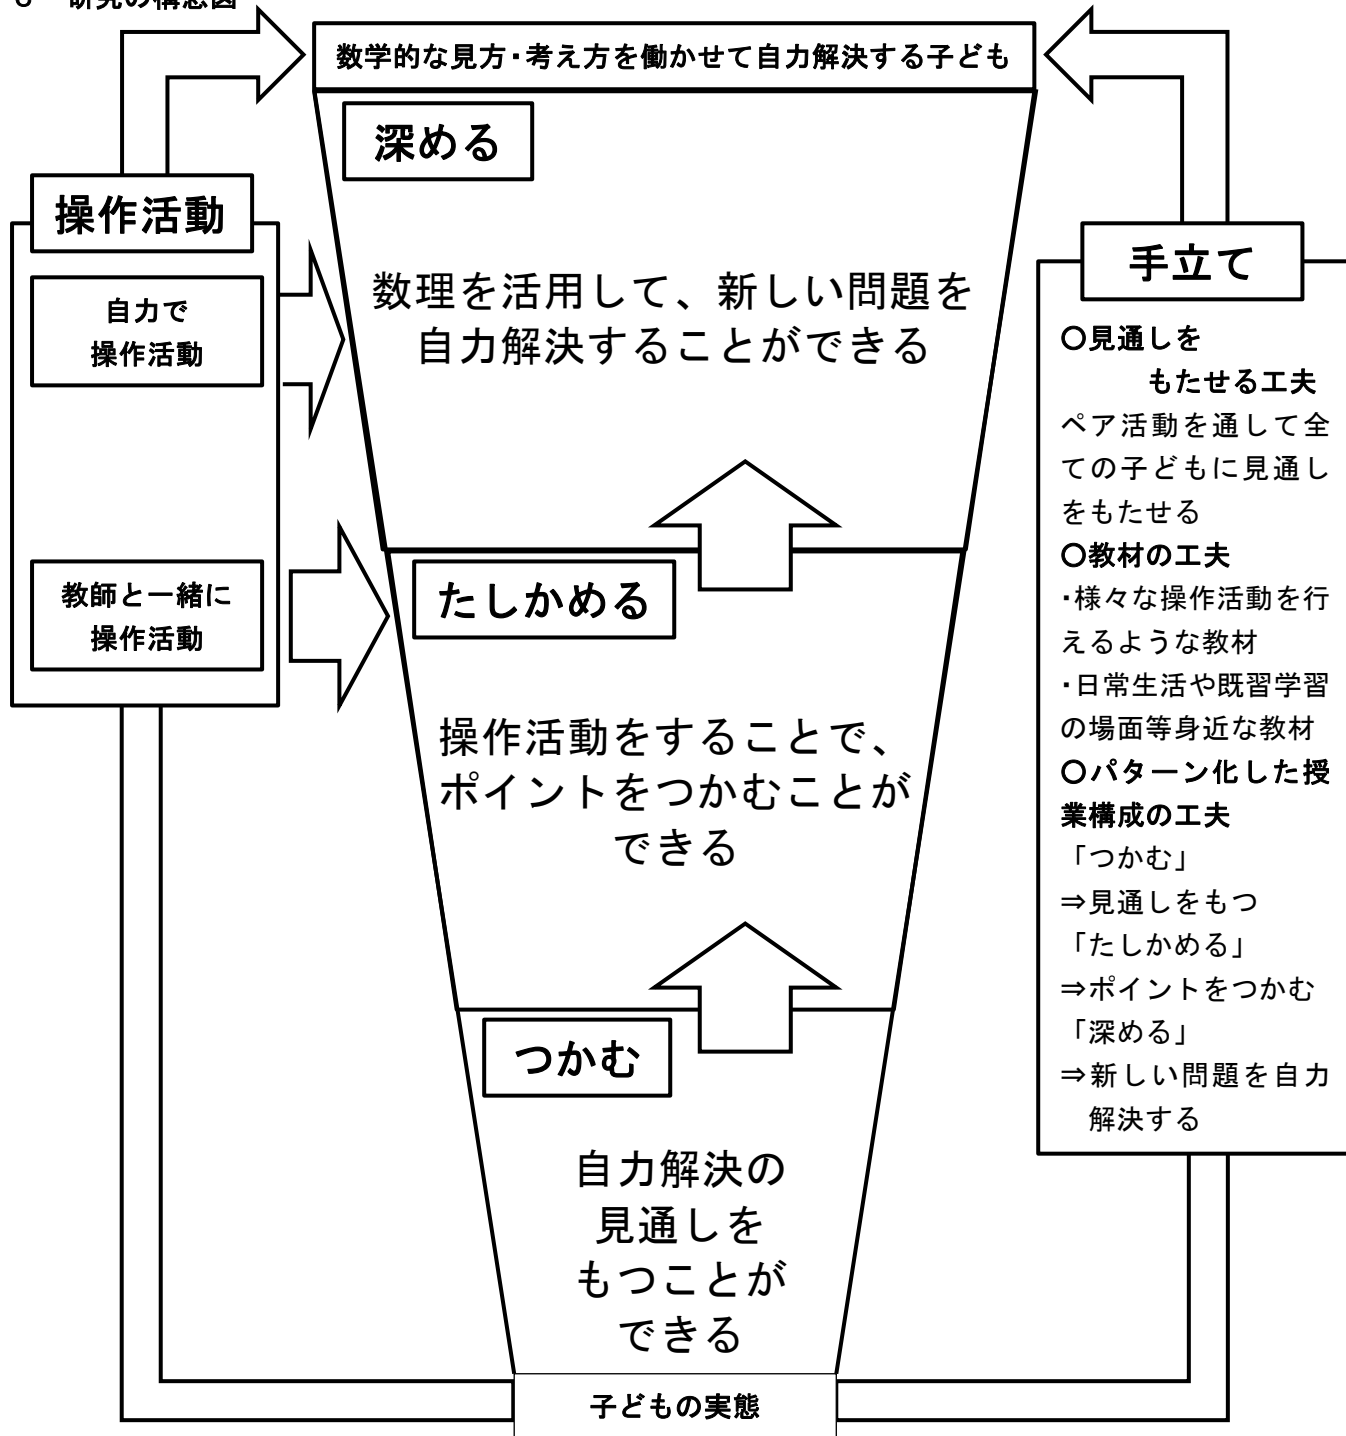 研究の構想図
数学的な見方・考え方を働かせて自力解決する子ども
深める
数理を活用して、新しい問題を
自力解決することができる
操作活動
自力で
操作活動
教師と一緒に
操作活動
たしかめる
操作活動をすることで、
ポイントをつかむことが
できる
つかむ
自力解決の
見通しを
もつことが
できる
子どもの実態
手立て
〇見通しを
もたせる工夫
ペア活動を通して全
ての子どもに見通し
をもたせる
〇教材の工夫
・様々な操作活動を行
えるような教材
・日常生活や既習学習
の場面等身近な教材
〇パターン化した授
業構成の工夫
「つかむ」
⇒見通しをもつ
「たしかめる」
⇒ポイントをつかむ
「深める」
⇒新しい問題を自力
解決する